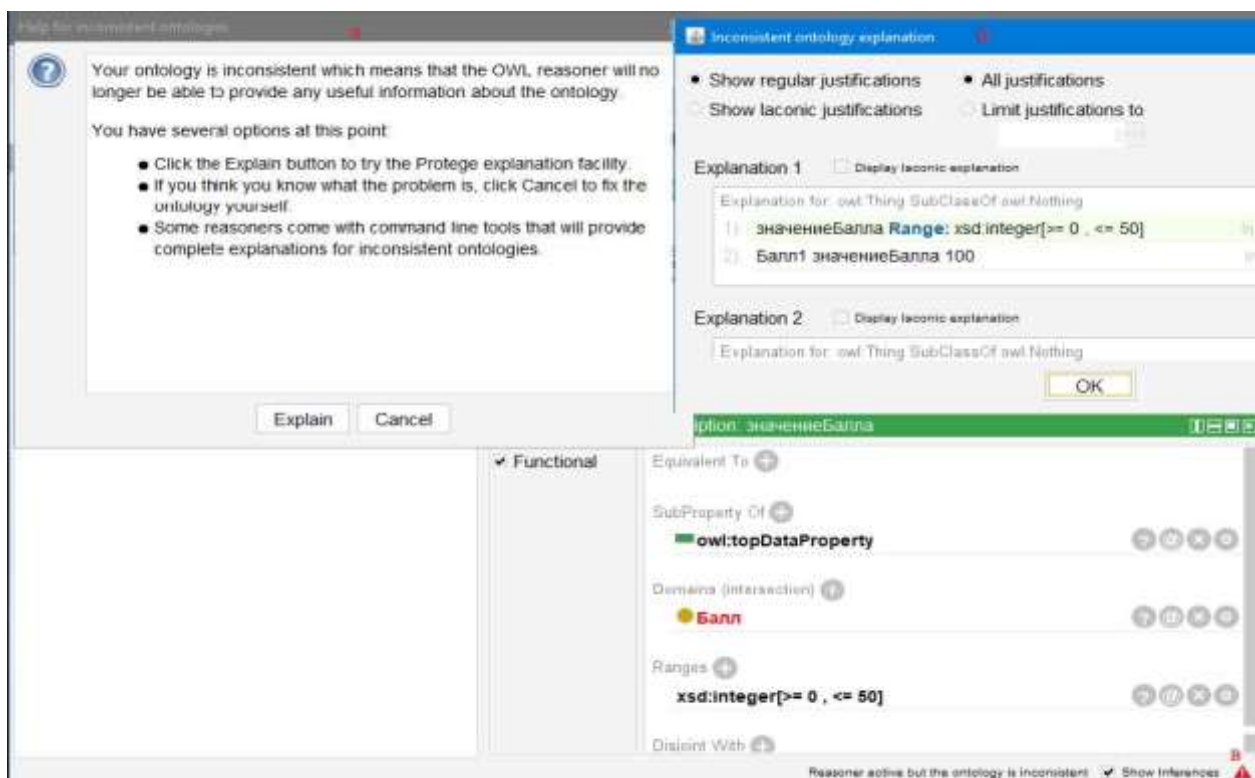 Help for inconsistent ontologies
Your ontology is inconsistent which means that the OWL reasoner will no
longer be able to provide any useful information about the ontology.
You have several options at this point
● Click the Explain button to try the Protege explanation facility.
● If you think you know what the problem is, click Cancel to fix the
ontology yourself.
● Some reasoners come with command line tools that will provide
complete explanations for inconsistent ontologies.
Explain Cancel
Inconsistent ontology explanation
Show regular justifications All justifications
Show laconic justifications Limit justifications to
Explanation 1 Display laconic explanation
Explanation for: owl:Thing SubClassOf owl:Nothing
1) значениеБалла Range: xsd:integer[>= 0 , <= 50]
2) Балл1 значениеБалла 100
Explanation 2 Display laconic explanation
Explanation for: owl:Thing SubClassOf owl:Nothing
OK
ription: значениеБалла
Functional
Equivalent To
SubProperty Of
owl:topDataProperty
Domains (intersection)
Балл
Ranges
xsd:integer[>= 0 , <= 50]
Disjoint With
в
Reasoner active but the ontology is inconsistent Show Inferences